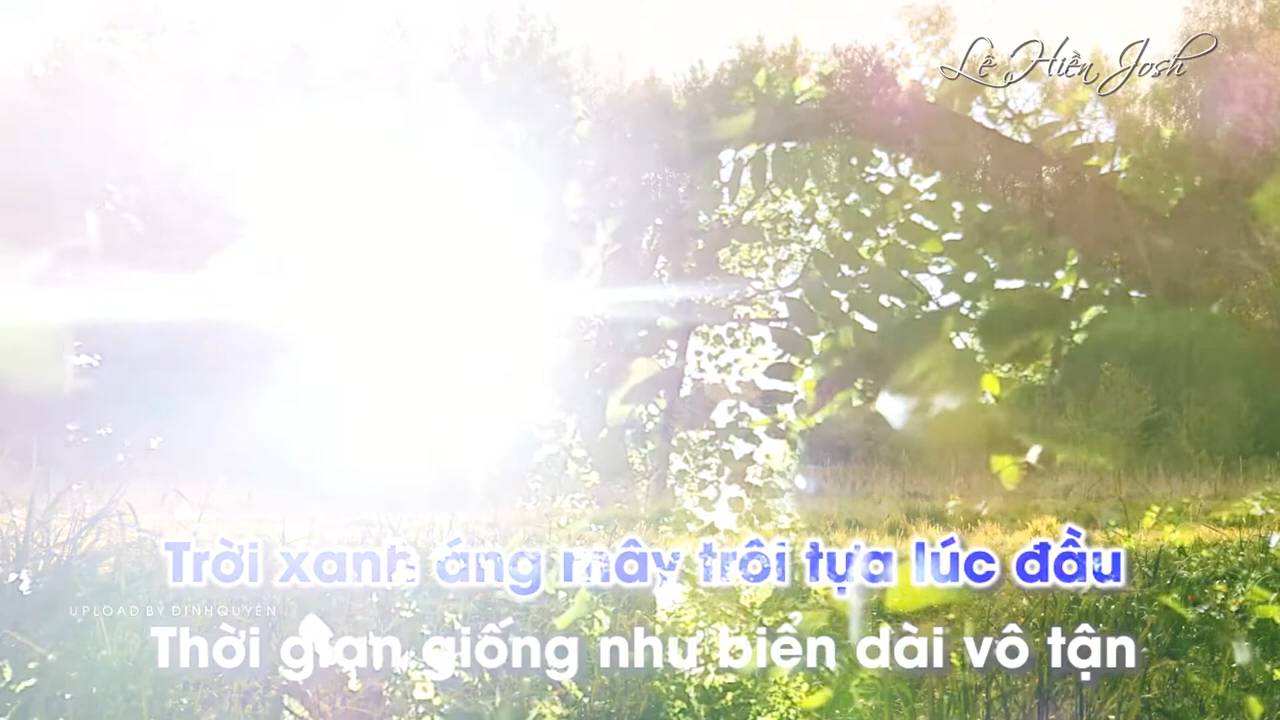 Lê Hiền Josh
Trời xanh áng mây trôi tựa lúc đầu
UPLOAD BY DINHQUYEN
Thời gian giống như biển dài vô tận